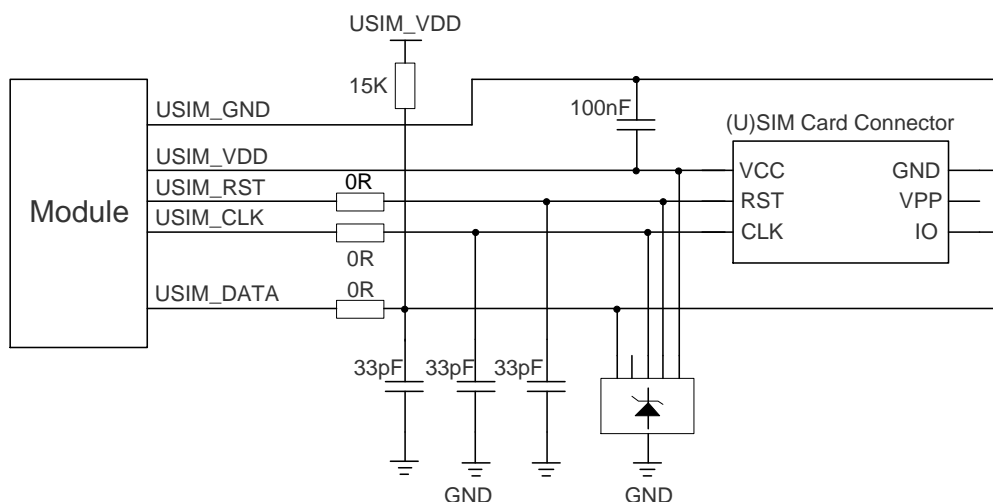 USIM_VDD
15K
100nF
(U)SIM Card Connector
USIM_GND
USIM_VDD
USIM_RST
USIM_CLK
USIM_DATA
Module
0R
0R
0R
VCC
RST
CLK
GND
VPP
IO
33pF
33pF
33pF
GND
GND